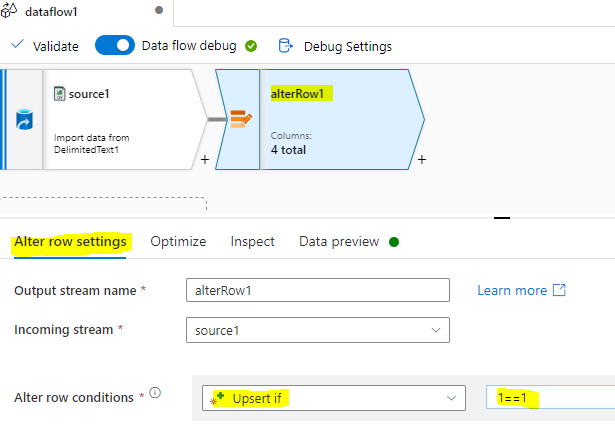 dataflow1
Validate
Data flow debug
Debug Settings
source1
Import data from
DelimitedText1
+
alterRow1
Columns:
4 total
+
Alter row settings
Optimize
Inspect
Data preview
Output stream name *
alterRow1
Learn more
Incoming stream *
source1
Alter row conditions *
Upsert if
1==1